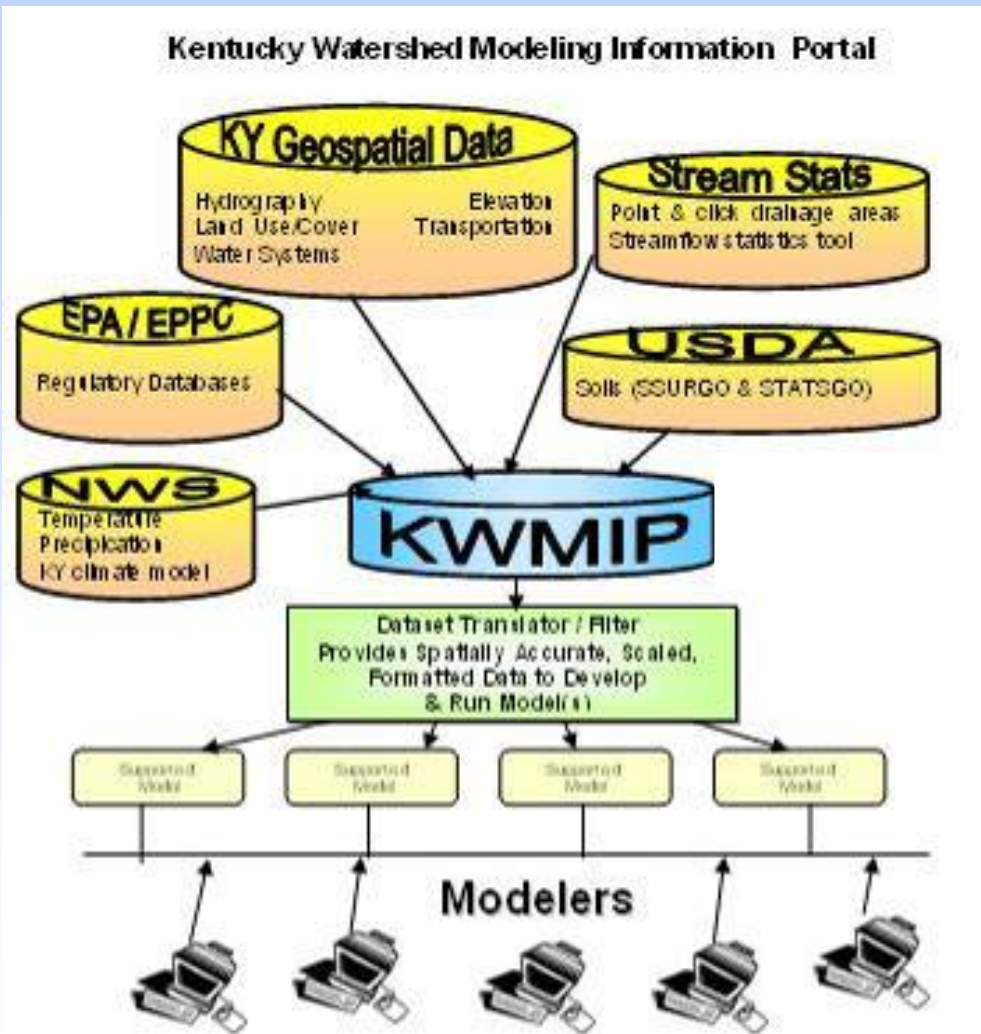 Kentucky Watershed Modeling Information Portal
KY Geospatial Data
Hydrography Elevation
Land Use/Cover Transportation
Water Systems
Stream Stats
Point & click drainage areas
Streamflow statistics tool
EPA / EPPC
Regulatory Databases
USDA
Soils (SSURGO & STATSGO)
NWS
Temperature
Precipication
KY climate model
KWMIP
Dataset Translator / Filter
Provides Spatially Accurate, Scaled,
Formatted Data to Develop
& Run Model(s)
Supported
Model
Supported
Model
Supported
Model
Supported
Model
Modelers